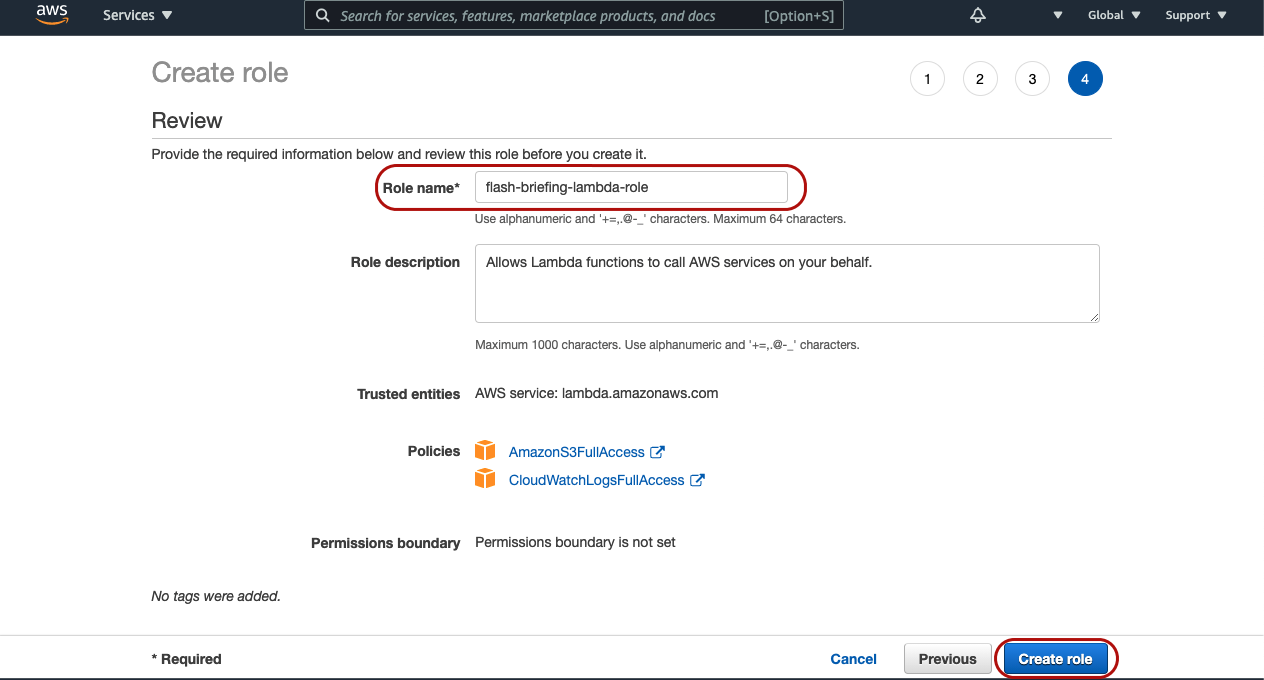 aws Services Search for services, features, marketplace products, and docs [Option+S] Global Support
Create role 1 2 3 4
Review
Provide the required information below and review this role before you create it.
Role name* flash-briefing-lambda-role
Use alphanumeric and '+=,.@-_' characters. Maximum 64 characters.
Role description Allows Lambda functions to call AWS services on your behalf.
Maximum 1000 characters. Use alphanumeric and '+=,.@-_' characters.
Trusted entities AWS service: lambda.amazonaws.com
Policies AmazonS3FullAccess
CloudWatchLogsFullAccess
Permissions boundary Permissions boundary is not set
No tags were added.
* Required Cancel Previous Create role